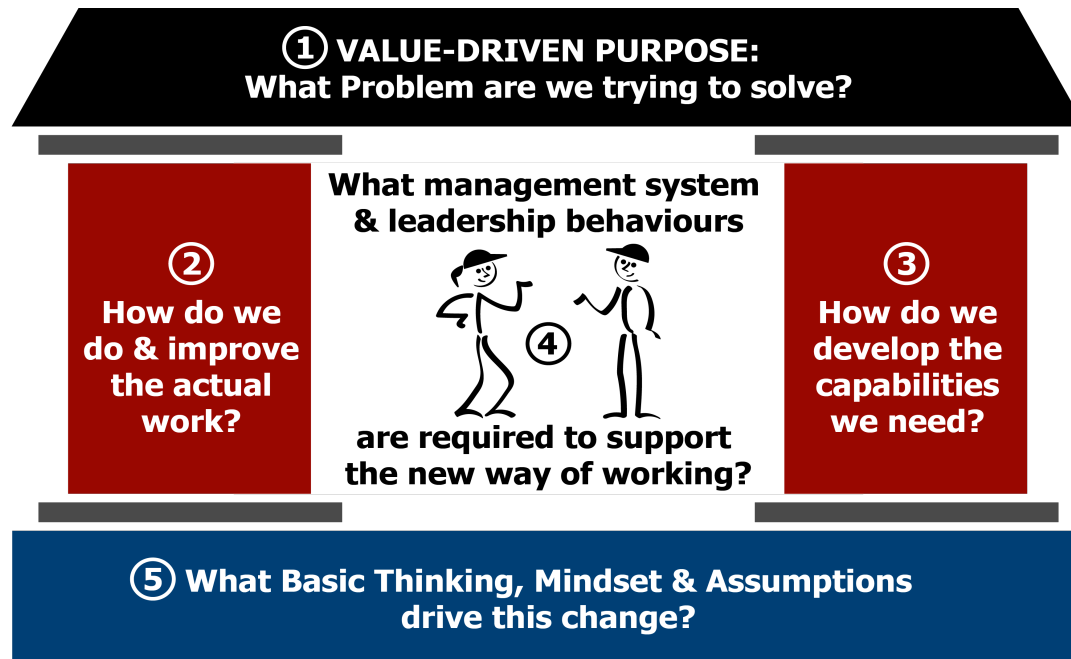 1 VALUE-DRIVEN PURPOSE:
What Problem are we trying to solve?
2
How do we
do & improve
the actual
work?
What management system
& leadership behaviours
4
are required to support
the new way of working?
3
How do we
develop the
capabilities
we need?
5 What Basic Thinking, Mindset & Assumptions
drive this change?